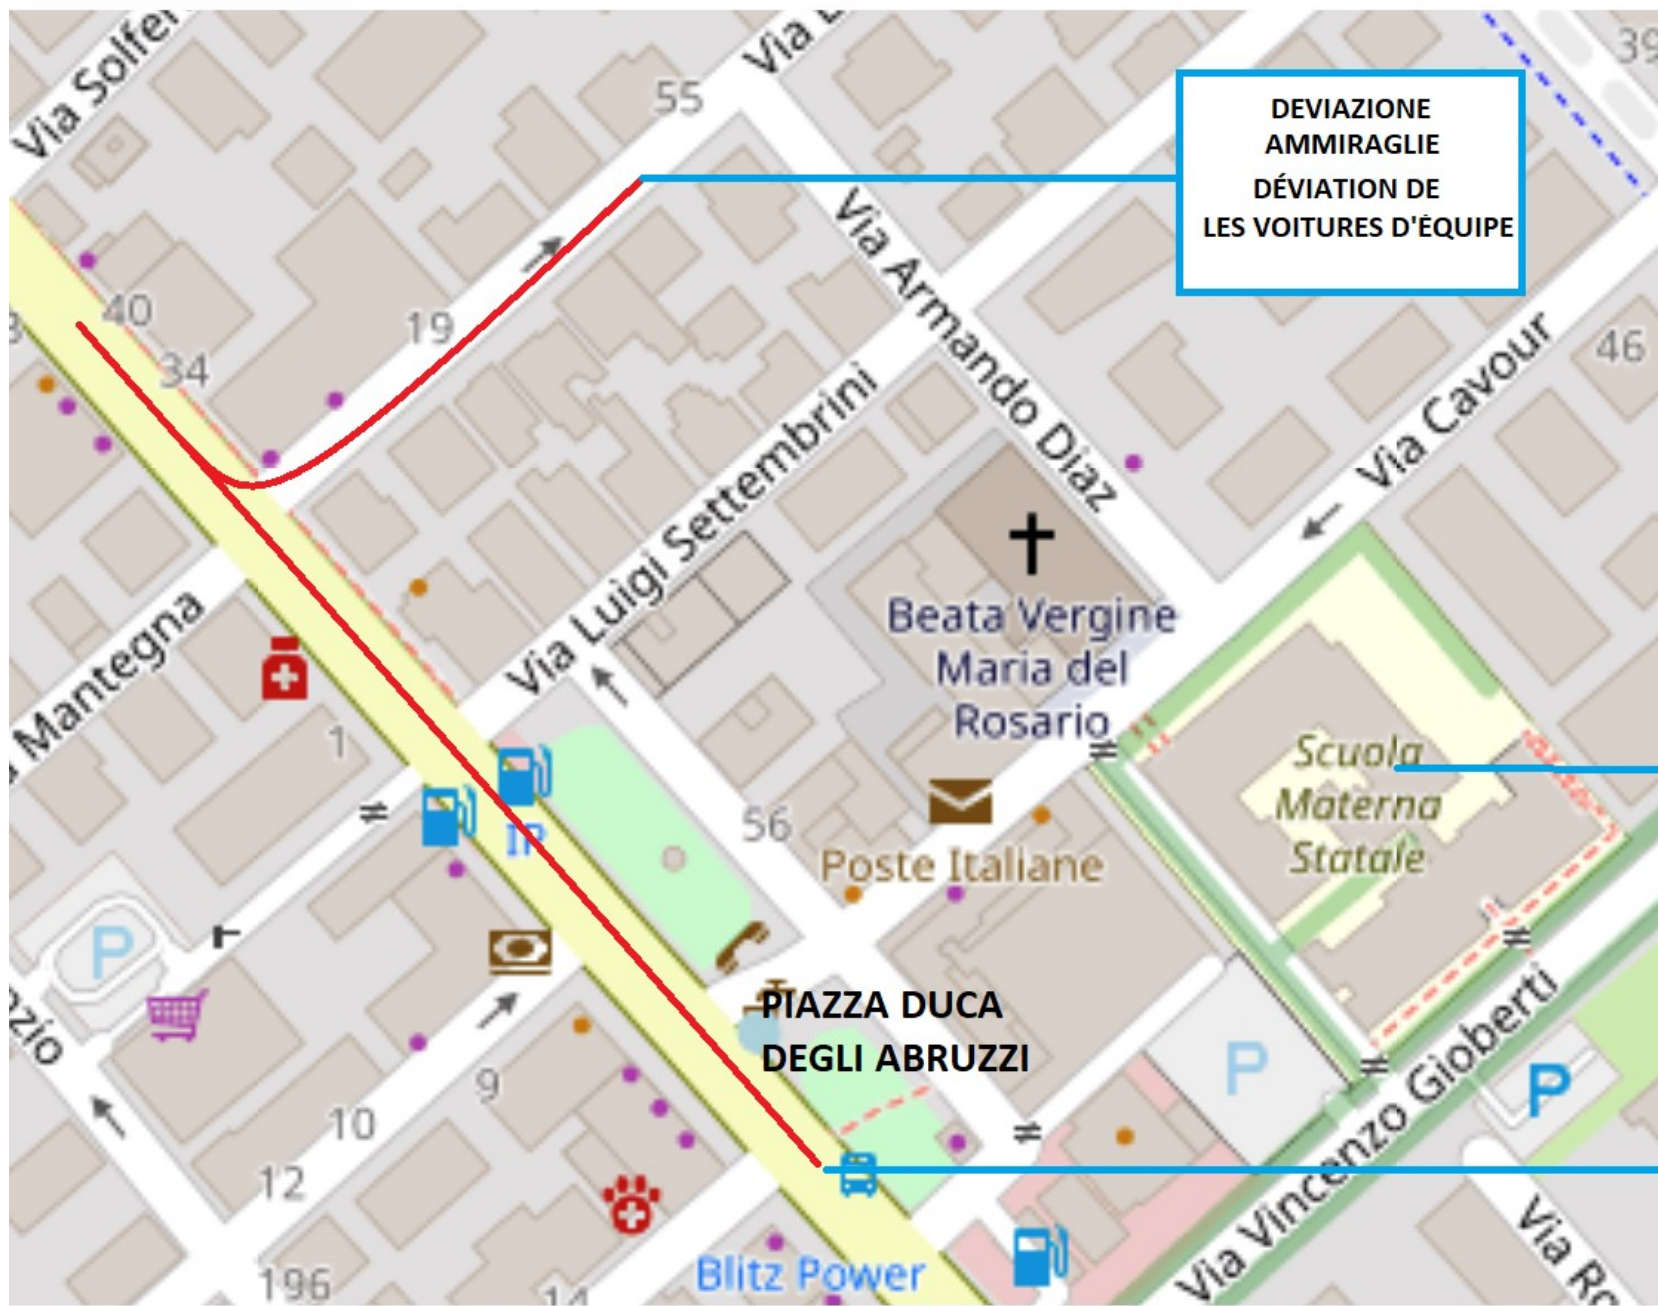 Via Solfer
55
39
DEVIAZIONE
AMMIRAGLIE
DÉVIATION DE
LES VOITURES D'ÉQUIPE
Via Armando Diaz
40
19
34
46
Via Cavour
Via Luigi Settembrini
Mantegna
Beata Vergine
Maria del
Rosario
1
Scuola
Materna
Statale
IP
56
Poste Italiane
P
PIAZZA DUCA
DEGLI ABRUZZI
P
P
9
10
12
Via Vincenzo Gioberti
Blitz Power
196
14